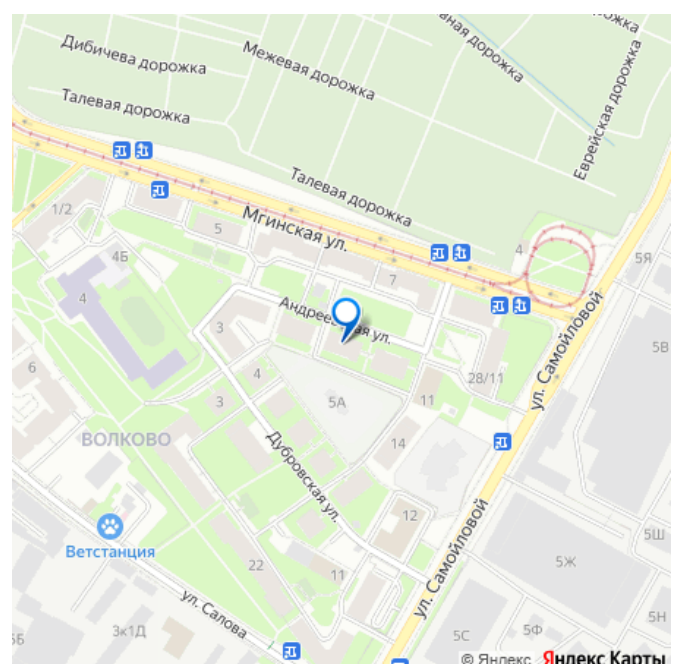 Дибичева дорожка
Межевая дорожка
дорожка
Еврейская дорожка
Талевая дорожка
Талевая дорожка
Мгинская ул.
1/2
5
4
5Я
4Б
7
4
Андреевская ул.
ул. Самойловой
5В
3
6
4
28/11
3
5А
11
ВОЛКОВО
14
Дубровская ул.
12
5Ш
Ветстанция
ул. Самойловой
22
11
5Ж
ул. Салова
3к1Д
5Н
5С
5Ф
© Яндекс Яндекс Карты